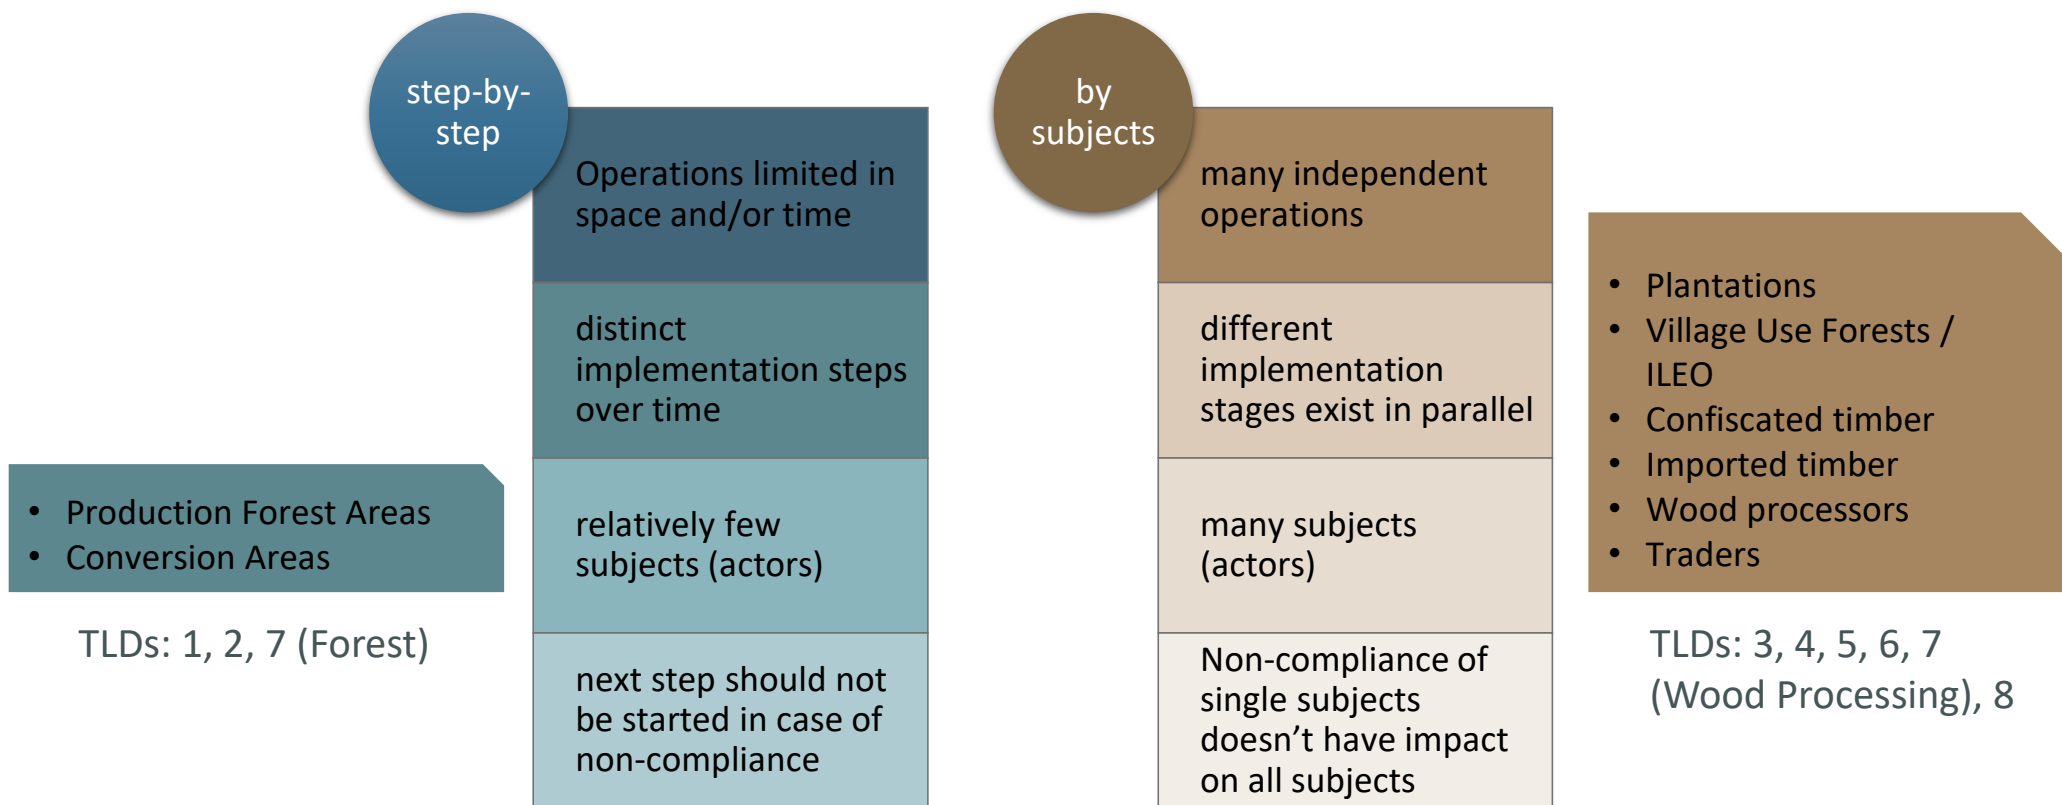 step-by-
step
Operations limited in
space and/or time
distinct
implementation steps
over time
relatively few
subjects (actors)
next step should not
be started in case of
non-compliance
• Production Forest Areas
• Conversion Areas
TLDs: 1, 2, 7 (Forest)
by
subjects
many independent
operations
different
implementation
stages exist in parallel
many subjects
(actors)
Non-compliance of
single subjects
doesn’t have impact
on all subjects
• Plantations
• Village Use Forests /
ILEO
• Confiscated timber
• Imported timber
• Wood processors
• Traders
TLDs: 3, 4, 5, 6, 7
(Wood Processing), 8